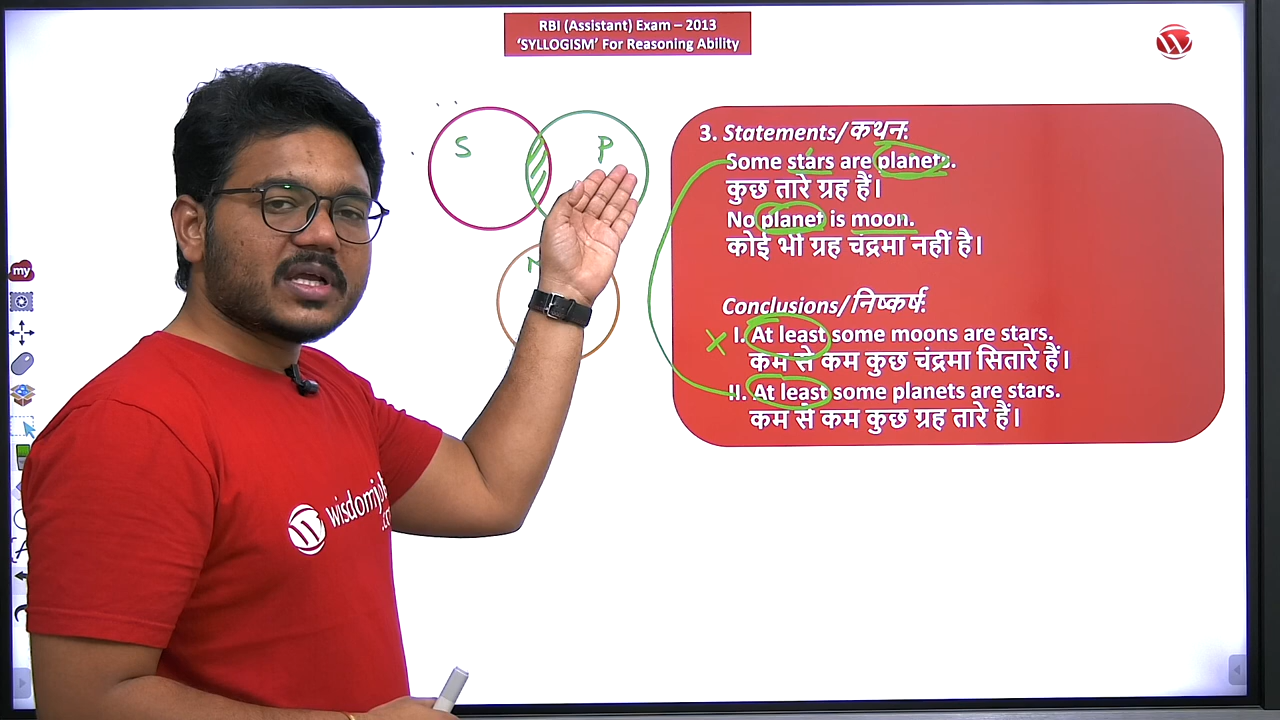 RBI (Assistant) Exam – 2013
‘SYLLOGISM’ For Reasoning Ability
W
S
P
M
3. Statements/कथन:
Some stars are planets.
कुछ तारे ग्रह हैं।
No planet is moon.
कोई भी ग्रह चंद्रमा नहीं है।
Conclusions/निष्कर्ष:
I. At least some moons are stars.
कम से कम कुछ चंद्रमा सितारे हैं।
II. At least some planets are stars.
कम से कम कुछ ग्रह तारे हैं।
my
W